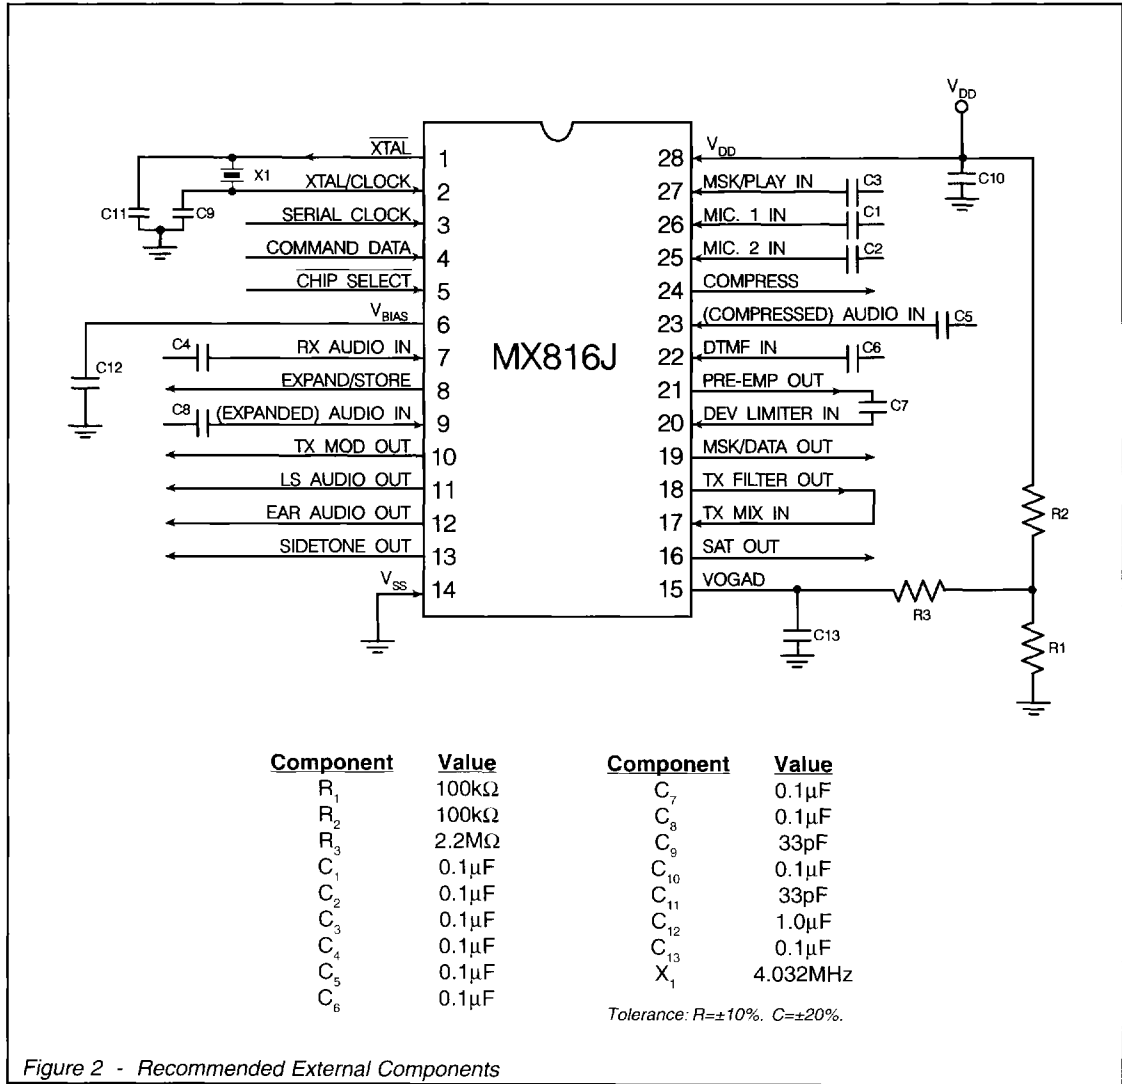 V_DD
XTAL 1
X1
XTAL/CLOCK 2
C11 C9
SERIAL CLOCK 3
COMMAND DATA 4
CHIP SELECT 5
V_BIAS 6
C12
C4 RX AUDIO IN 7
EXPAND/STORE 8
C8 (EXPANDED) AUDIO IN 9
TX MOD OUT 10
LS AUDIO OUT 11
EAR AUDIO OUT 12
SIDETONE OUT 13
V_SS 14
MX816J
28 V_DD
C10
27 MSK/PLAY IN C3
26 MIC. 1 IN C1
25 MIC. 2 IN C2
24 COMPRESS
23 (COMPRESSED) AUDIO IN C5
22 DTMF IN C6
21 PRE-EMP OUT
C7
20 DEV LIMITER IN
19 MSK/DATA OUT
18 TX FILTER OUT
17 TX MIX IN
R2
16 SAT OUT
15 VOGAD
R3
C13
R1
Component Value
R₁ 100kΩ
R₂ 100kΩ
R₃ 2.2MΩ
C₁ 0.1µF
C₂ 0.1µF
C₃ 0.1µF
C₄ 0.1µF
C₅ 0.1µF
C₆ 0.1µF
Component Value
C₇ 0.1µF
C₈ 0.1µF
C₉ 33pF
C₁₀ 0.1µF
C₁₁ 33pF
C₁₂ 1.0µF
C₁₃ 0.1µF
X₁ 4.032MHz
Tolerance: R=±10%. C=±20%.
Figure 2 - Recommended External Components